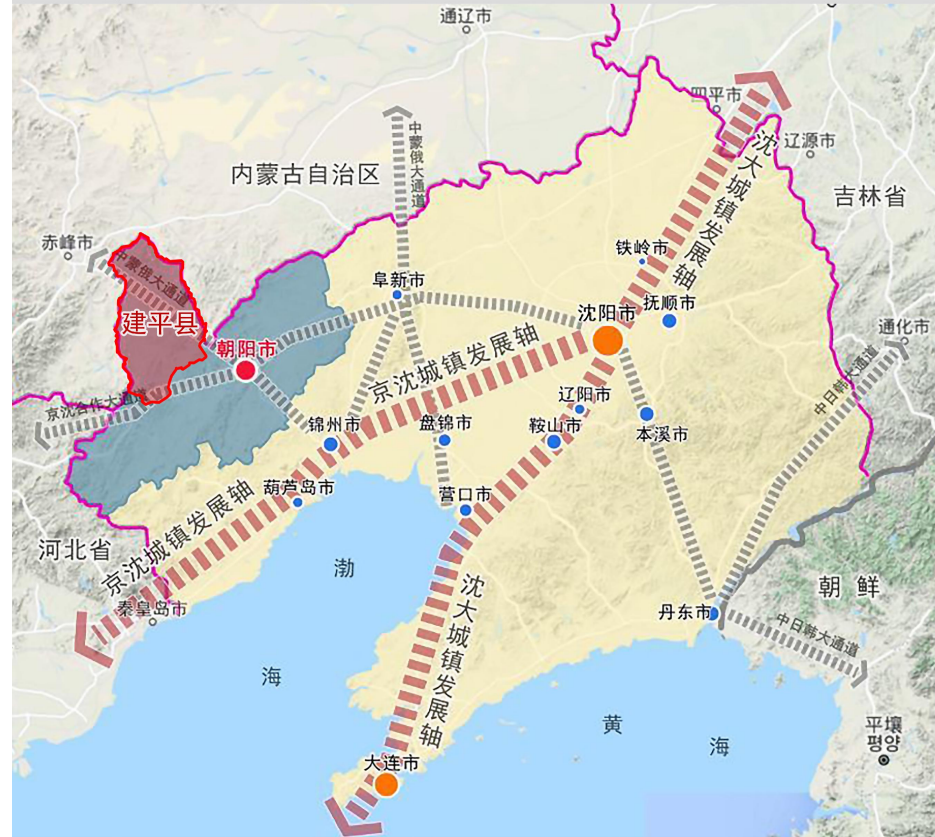 通辽市
四平市
辽源市
沈大城镇发展轴
中蒙俄大通道
内蒙古自治区
吉林省
赤峰市
中蒙俄大通道
铁岭市
阜新市
抚顺市
沈阳市
建平县
朝阳市
京沈城镇发展轴
通化市
中日韩大通道
京沈合作大通道
辽阳市
锦州市
盘锦市
鞍山市
本溪市
葫芦岛市
营口市
京沈城镇发展轴
河北省
渤
海
朝鲜
秦皇岛市
沈大城镇发展轴
丹东市
中日韩大通道
黄
海
平壤
평양
大连市